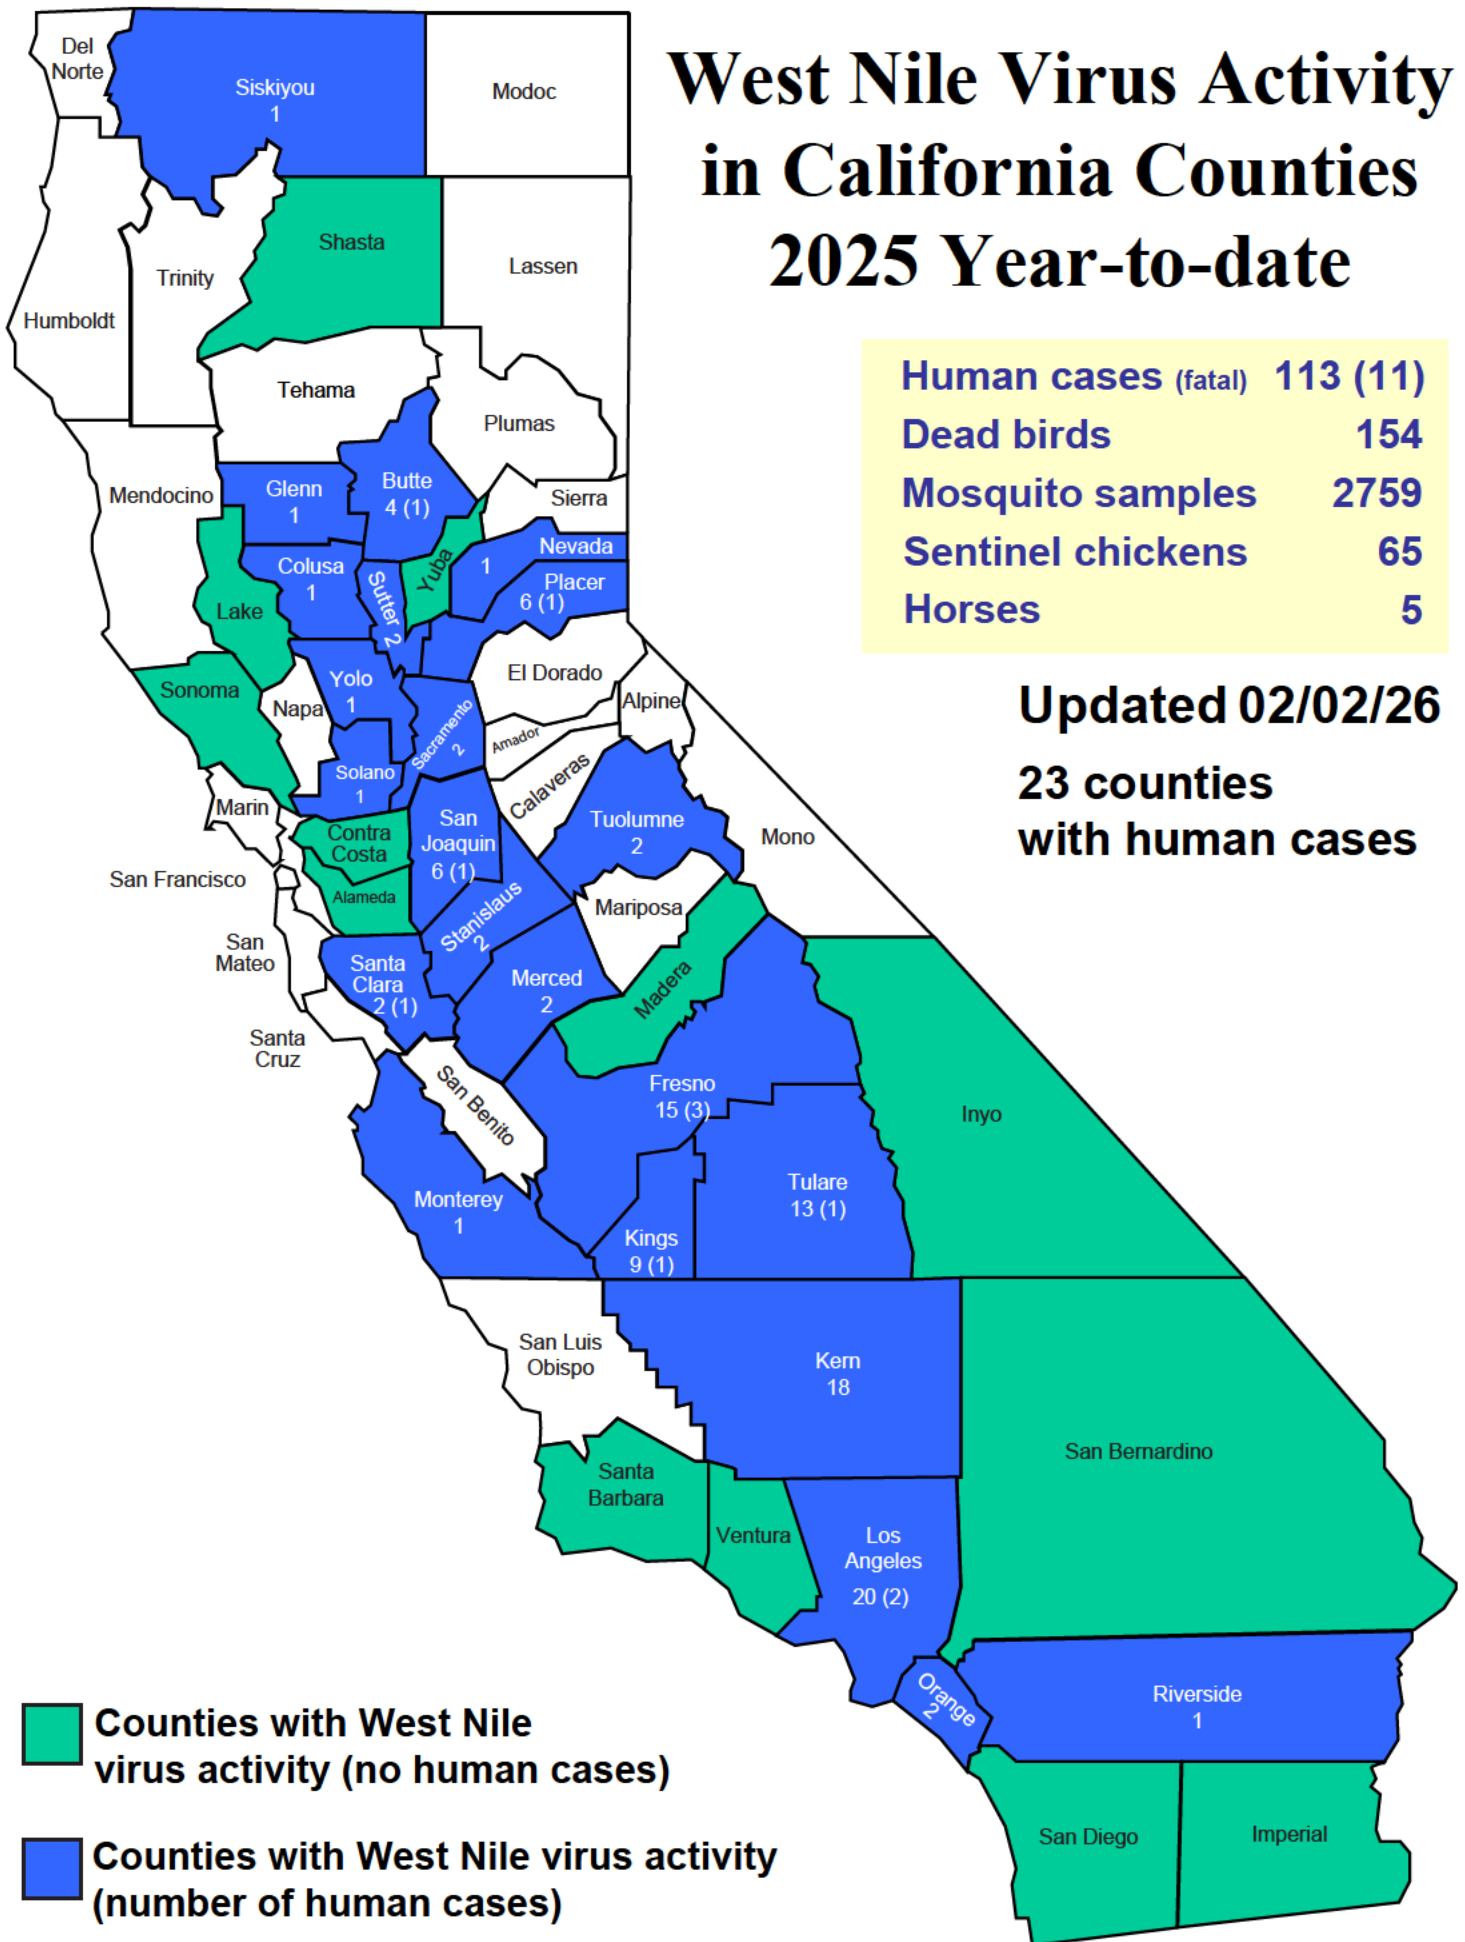 West Nile Virus Activity
in California Counties
2025 Year-to-date
Human cases (fatal) 113 (11)
Dead birds 154
Mosquito samples 2759
Sentinel chickens 65
Horses 5
Updated 02/02/26
23 counties
with human cases
Del
Norte
Siskiyou
1
Modoc
Humboldt
Trinity
Shasta
Lassen
Tehama
Plumas
Mendocino
Glenn
1
Butte
4 (1)
Sierra
Colusa
1
Sutter 2
Yuba
Nevada
1
Placer
6 (1)
Lake
Sonoma
Napa
Yolo
1
Sacramento
2
El Dorado
Alpine
Amador
Calaveras
Solano
1
Marin
Contra
Costa
San
Joaquin
6 (1)
Tuolumne
2
Mono
San Francisco
Alameda
Stanislaus
2
Mariposa
San
Mateo
Santa
Clara
2 (1)
Merced
2
Madera
Santa
Cruz
San Benito
Fresno
15 (3)
Inyo
Monterey
1
Kings
9 (1)
Tulare
13 (1)
San Luis
Obispo
Kern
18
San Bernardino
Santa
Barbara
Ventura
Los
Angeles
20 (2)
Orange
2
Riverside
1
San Diego
Imperial
Counties with West Nile
virus activity (no human cases)
Counties with West Nile virus activity
(number of human cases)